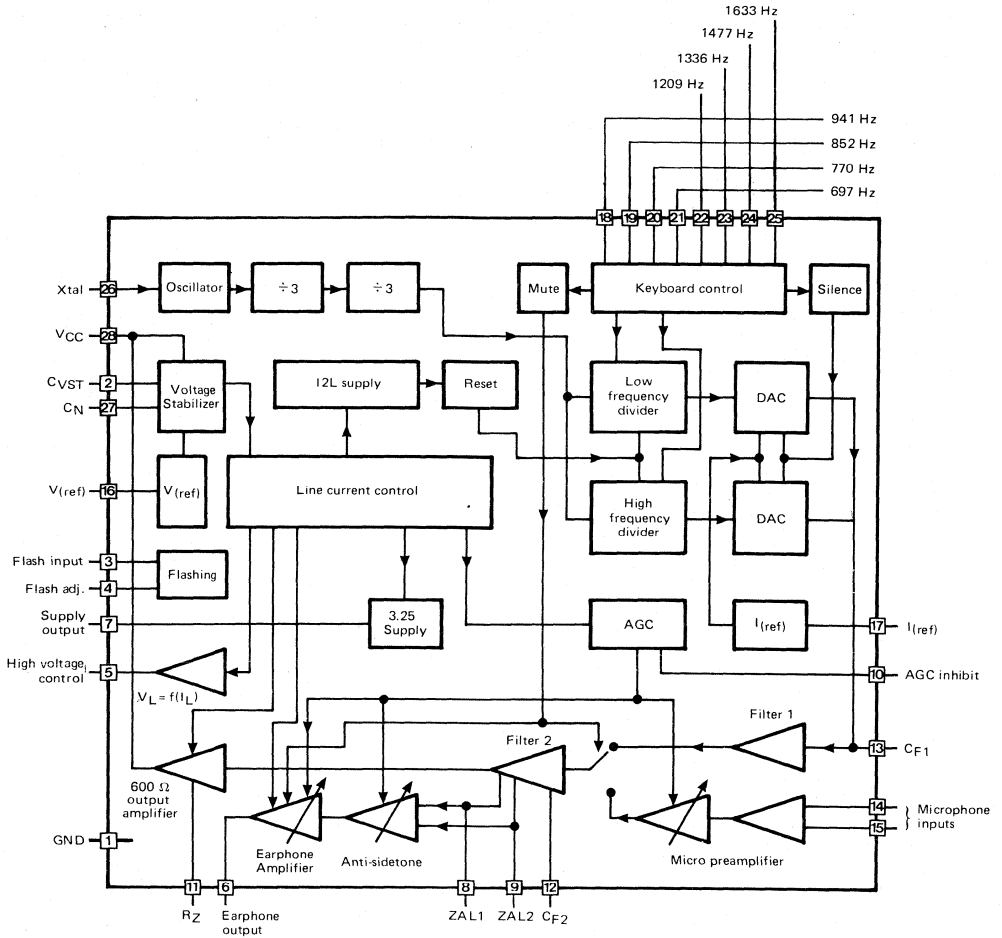 1633 Hz
1477 Hz
1336 Hz
1209 Hz
941 Hz
852 Hz
770 Hz
697 Hz
18 19 20 21 22 23 24 25
Xtal 26 Oscillator ÷3 ÷3 Mute Keyboard control Silence
VCC 28
CVST 2
CN 27
Voltage
Stabilizer
I2L supply
Reset
Low
frequency
divider
DAC
V(ref) 16
V(ref)
Line current control
High
frequency
divider
DAC
Flash input 3
Flash adj. 4
Flashing
Supply
output
7
3.25
Supply
AGC
I(ref)
17 I(ref)
High voltage
control
5
10 AGC inhibit
VL = f(IL)
Filter 1
Filter 2
13 CF1
600 Ω
output
amplifier
14
15
Microphone
inputs
GND 1
Earphone
Amplifier
Anti-sidetone
Micro preamplifier
11 6 8 9 12
RZ
Earphone
output
ZAL1
ZAL2
CF2